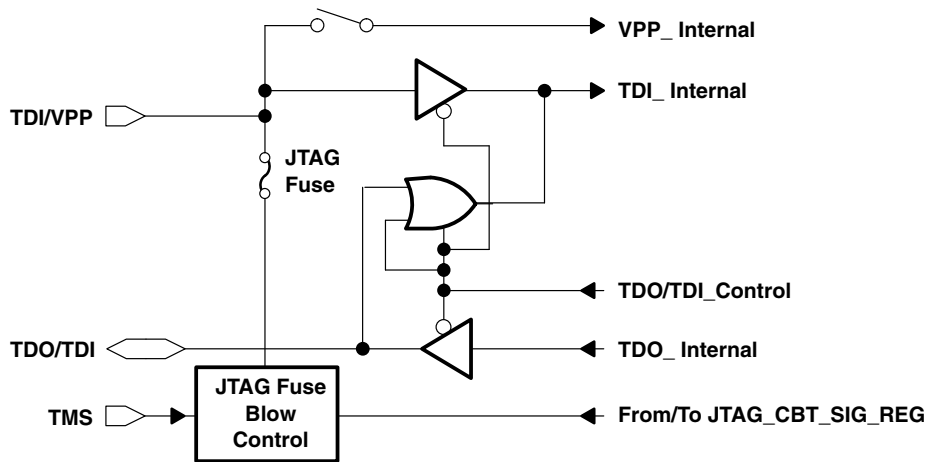 VPP_ Internal
TDI_ Internal
TDI/VPP
JTAG
Fuse
TDO/TDI_Control
TDO/TDI
TDO_ Internal
JTAG Fuse
Blow
Control
TMS
From/To JTAG_CBT_SIG_REG